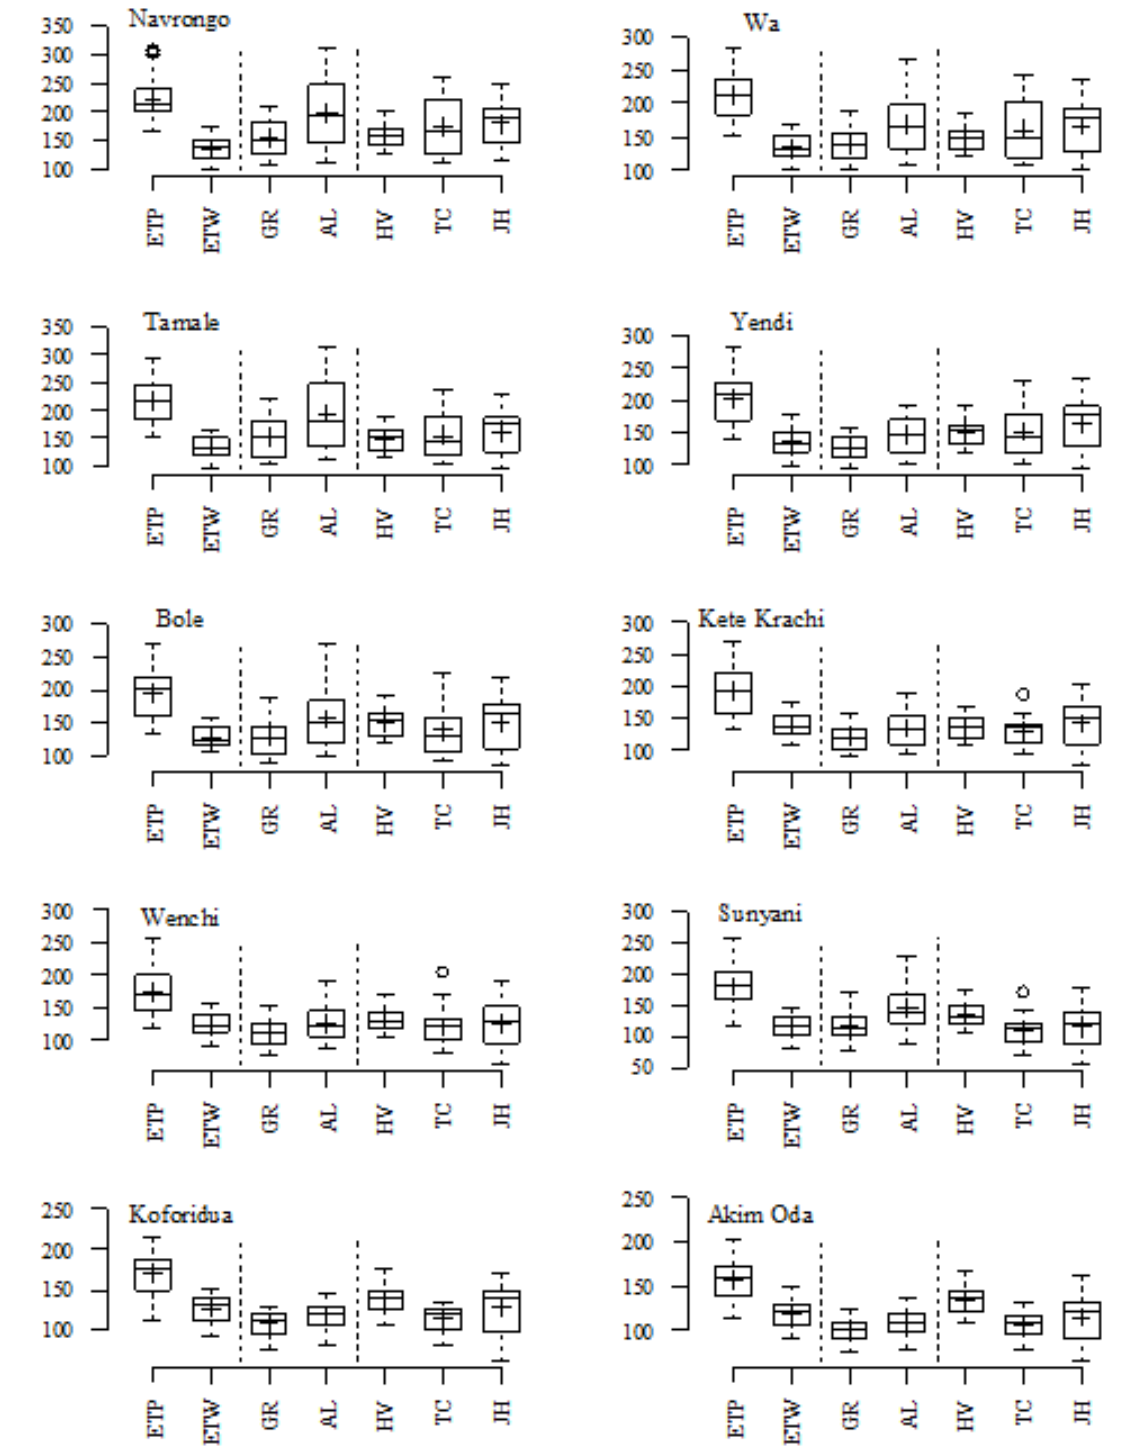 Navrongo
350
300
250
200
150
100
ETP
ETW
GR
AL
HV
TC
JH
Wa
300
250
200
150
100
ETP
ETW
GR
AL
HV
TC
JH
Tamale
350
300
250
200
150
100
ETP
ETW
GR
AL
HV
TC
JH
Yendi
300
250
200
150
100
ETP
ETW
GR
AL
HV
TC
JH
Bole
300
250
200
150
100
ETP
ETW
GR
AL
HV
TC
JH
Kete Krachi
300
250
200
150
100
ETP
ETW
GR
AL
HV
TC
JH
Wenchi
300
250
200
150
100
ETP
ETW
GR
AL
HV
TC
JH
Sunyani
300
250
200
150
100
50
ETP
ETW
GR
AL
HV
TC
JH
Koforidua
250
200
150
100
ETP
ETW
GR
AL
HV
TC
JH
Akim Oda
250
200
150
100
ETP
ETW
GR
AL
HV
TC
JH